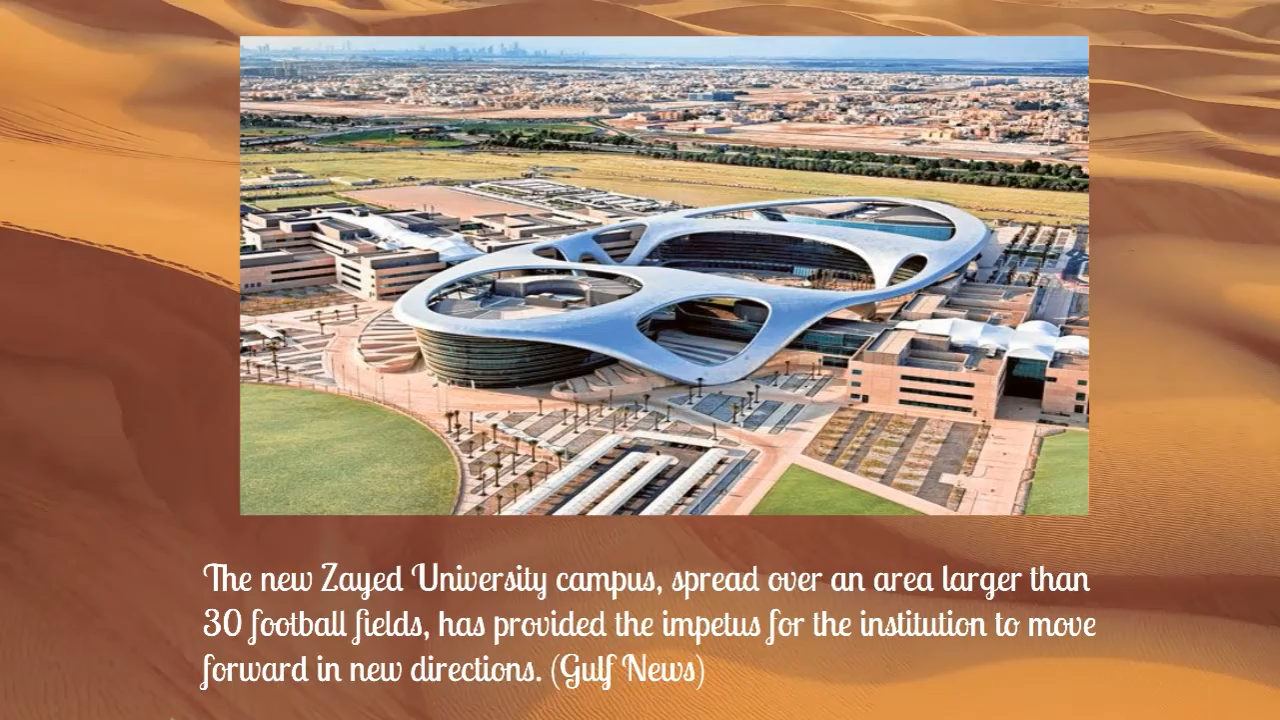 The new Zayed University campus, spread over an area larger than
30 football fields, has provided the impetus for the institution to move
forward in new directions. (Gulf News)